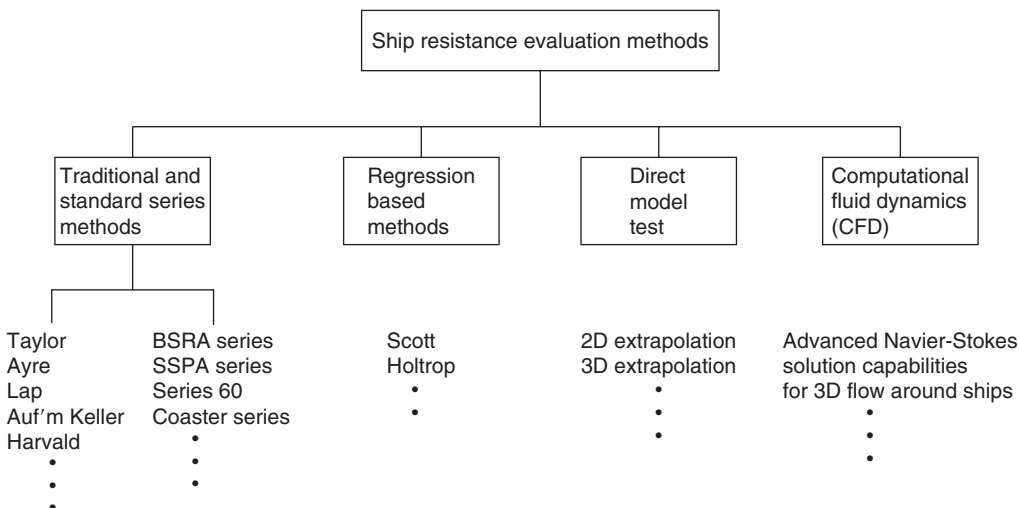 Ship resistance evaluation methods
Traditional and
standard series
methods
Regression
based
methods
Direct
model
test
Computational
fluid dynamics
(CFD)
Taylor
Ayre
Lap
Auf'm Keller
Harvald
BSRA series
SSPA series
Series 60
Coaster series
Scott
Holtrop
2D extrapolation
3D extrapolation
Advanced Navier-Stokes
solution capabilities
for 3D flow around ships